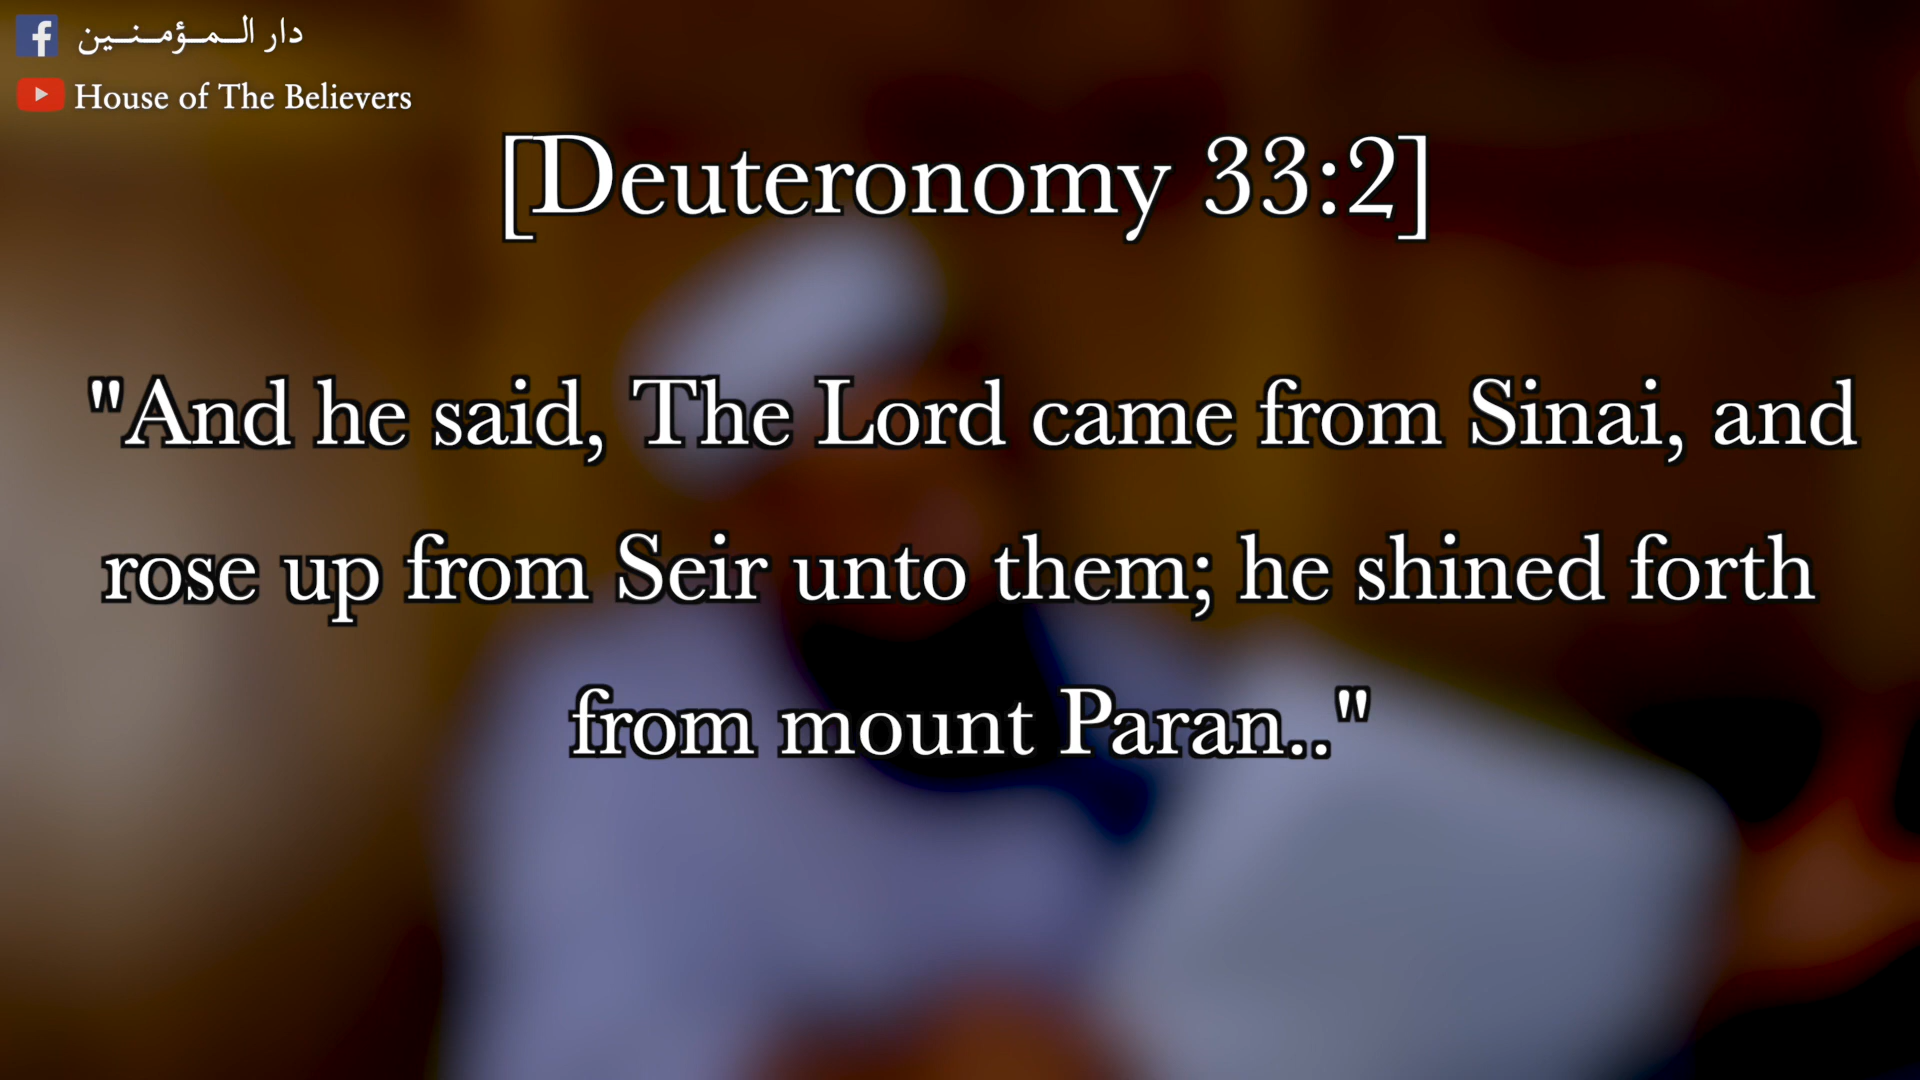 دار الـمـؤمـنـين
House of The Believers
[Deuteronomy 33:2]
"And he said, The Lord came from Sinai, and
rose up from Seir unto them; he shined forth
from mount Paran.."